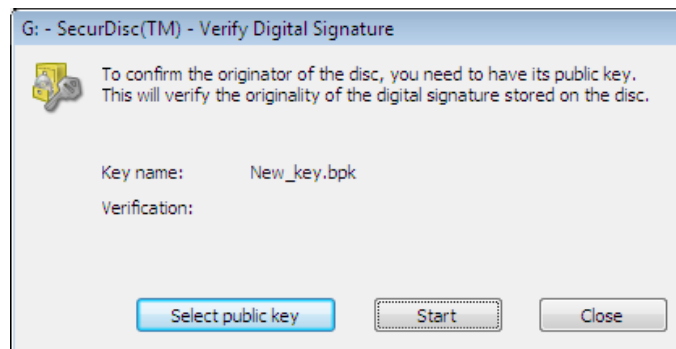 G: - SecurDisc(TM) - Verify Digital Signature
To confirm the originator of the disc, you need to have its public key.
This will verify the originality of the digital signature stored on the disc.
Key name: New_key.bpk
Verification:
Select public key Start Close